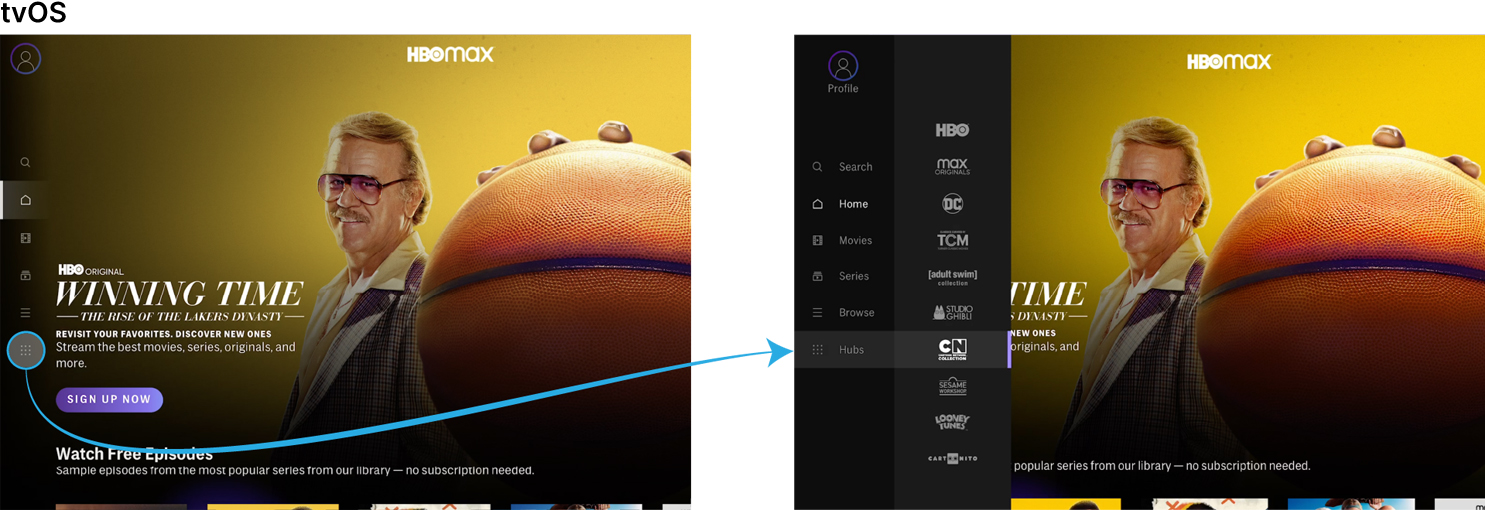 tvOS
HBOmax
HBO ORIGINAL
WINNING TIME
THE RISE OF THE LAKERS DYNASTY
REVISIT YOUR FAVORITES. DISCOVER NEW ONES
Stream the best movies, series, originals, and
more.
SIGN UP NOW
Watch Free Episodes
Sample episodes from the most popular series from our library — no subscription needed.
Profile
Search
Home
Movies
Series
Browse
Hubs
HBO
max
ORIGINALS
DC
TCM
[adult swim]
collection
STUDIO
GHIBLI
CN
COLLECTION
SESAME
WORKSHOP
LOONEY
TUNES
CARTOONITO
HBOmax
TIME
DYNASTY
NEW ONES
originals, and
popular series from our library — no subscription needed.